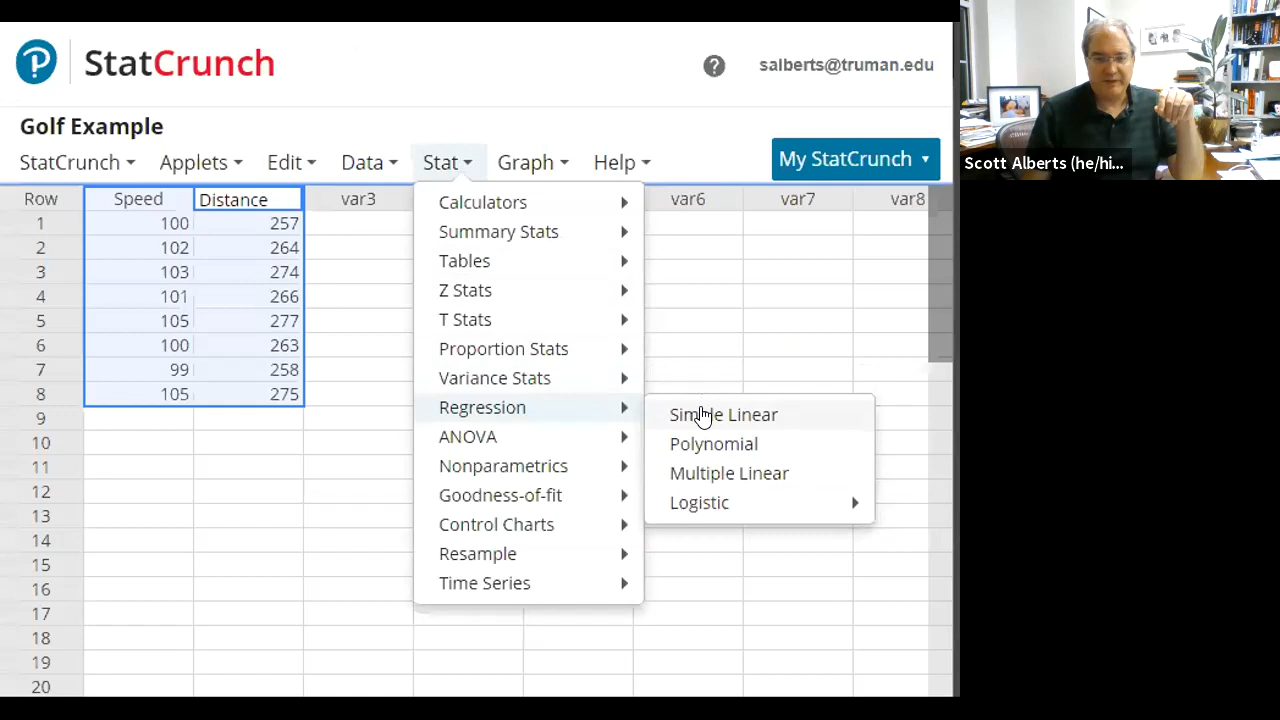 StatCrunch
? salberts@truman.edu
Golf Example
StatCrunch Applets Edit Data Stat Graph Help My StatCrunch
Row Speed Distance var3 var6 var7 var8
1 100 257
2 102 264
3 103 274
4 101 266
5 105 277
6 100 263
7 99 258
8 105 275
9
10
11
12
13
14
15
16
17
18
19
20
Calculators
Summary Stats
Tables
Z Stats
T Stats
Proportion Stats
Variance Stats
Regression
ANOVA
Nonparametrics
Goodness-of-fit
Control Charts
Resample
Time Series
Simple Linear
Polynomial
Multiple Linear
Logistic
Scott Alberts (he/hi...